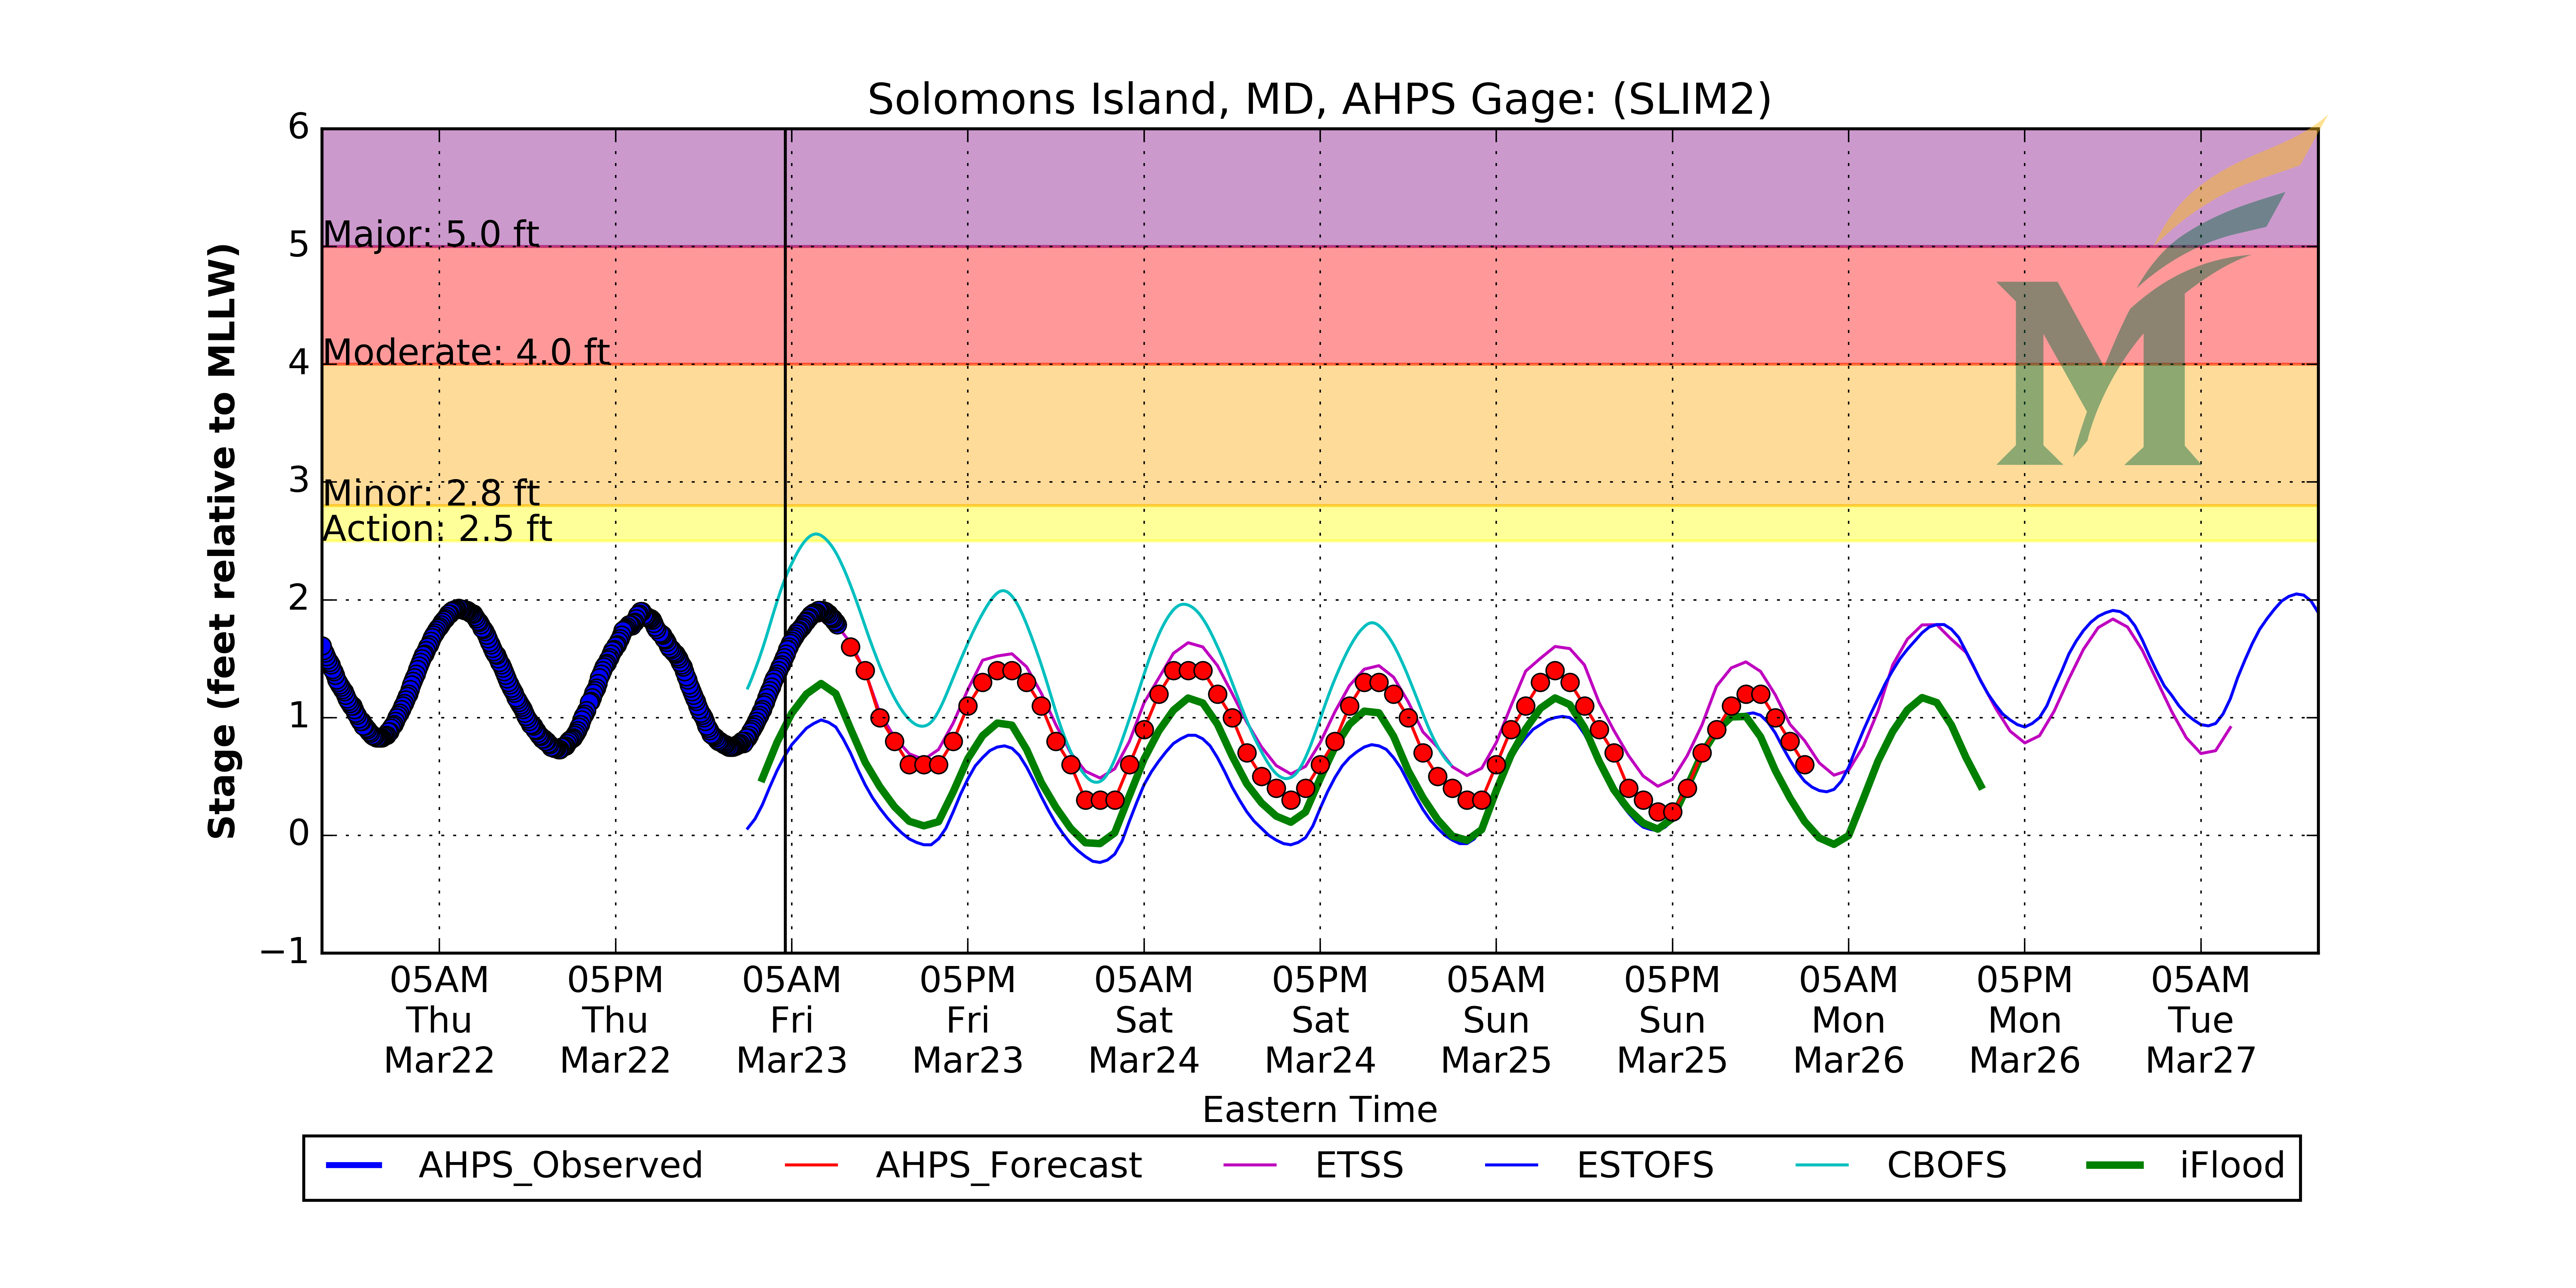 Solomons Island, MD, AHPS Gage: (SLIM2)
6
Major: 5.0 ft
5
Moderate: 4.0 ft
4
Minor: 2.8 ft
3
Action: 2.5 ft
2
1
0
−1
Stage (feet relative to MLLW)
05AM 05PM 05AM 05PM 05AM 05PM 05AM 05PM 05AM 05PM 05AM
Thu Thu Fri Fri Sat Sat Sun Sun Mon Mon Tue
Mar22 Mar22 Mar23 Mar23 Mar24 Mar24 Mar25 Mar25 Mar26 Mar26 Mar27
Eastern Time
AHPS_Observed AHPS_Forecast ETSS ESTOFS CBOFS iFlood
M